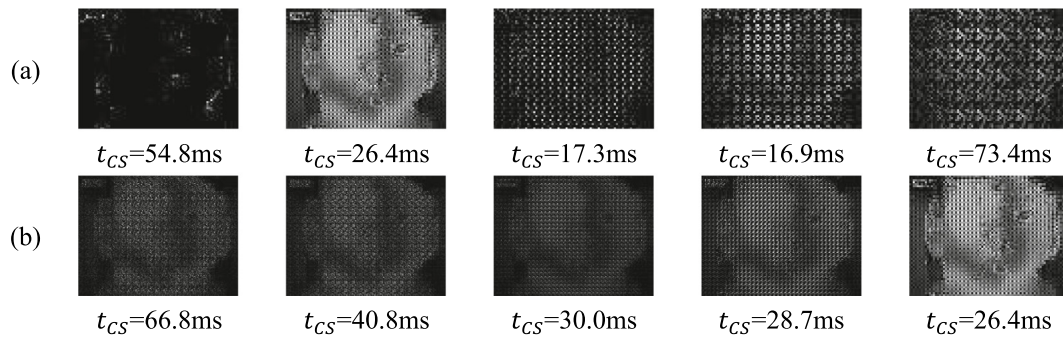 (a)
t_CS=54.8ms t_CS=26.4ms t_CS=17.3ms t_CS=16.9ms t_CS=73.4ms
(b)
t_CS=66.8ms t_CS=40.8ms t_CS=30.0ms t_CS=28.7ms t_CS=26.4ms